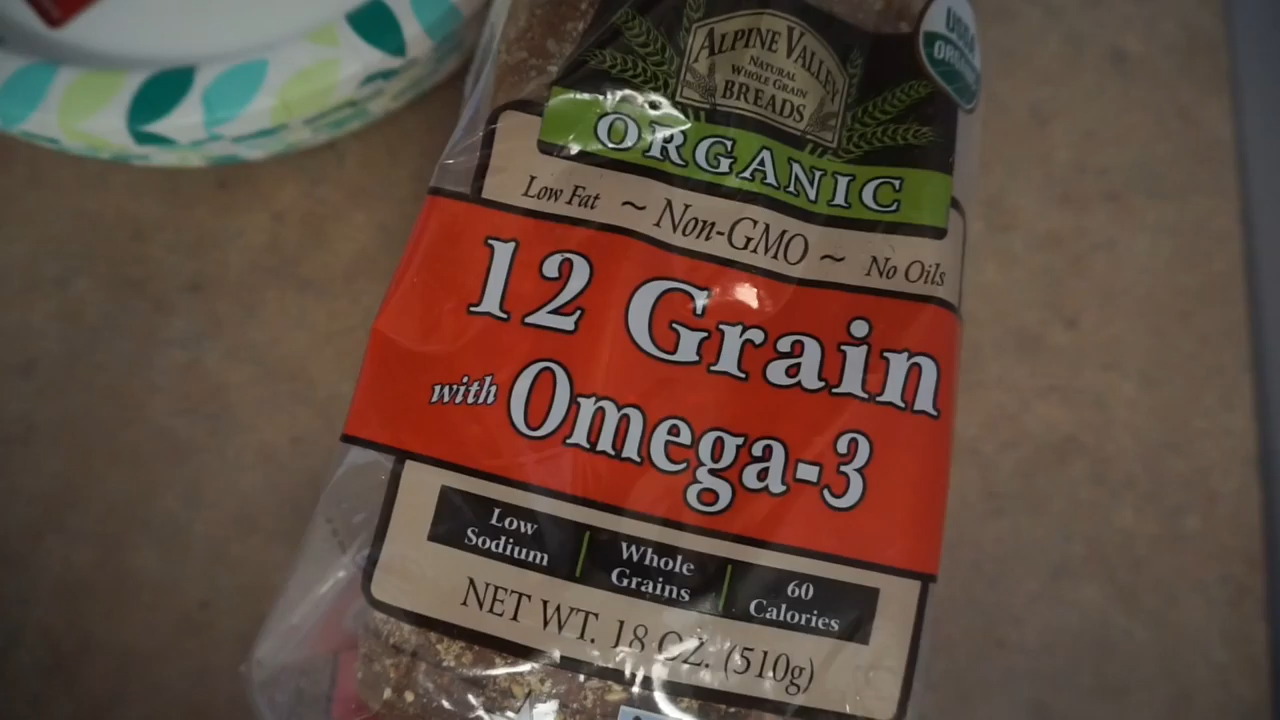 ALPINE VALLEY
NATURAL
WHOLE GRAIN
BREADS
USDA
ORGANIC
ORGANIC
Low Fat ~ Non-GMO ~ No Oils
12 Grain
with Omega-3
Low
Sodium
Whole
Grains
60
Calories
NET WT. 18 OZ. (510g)